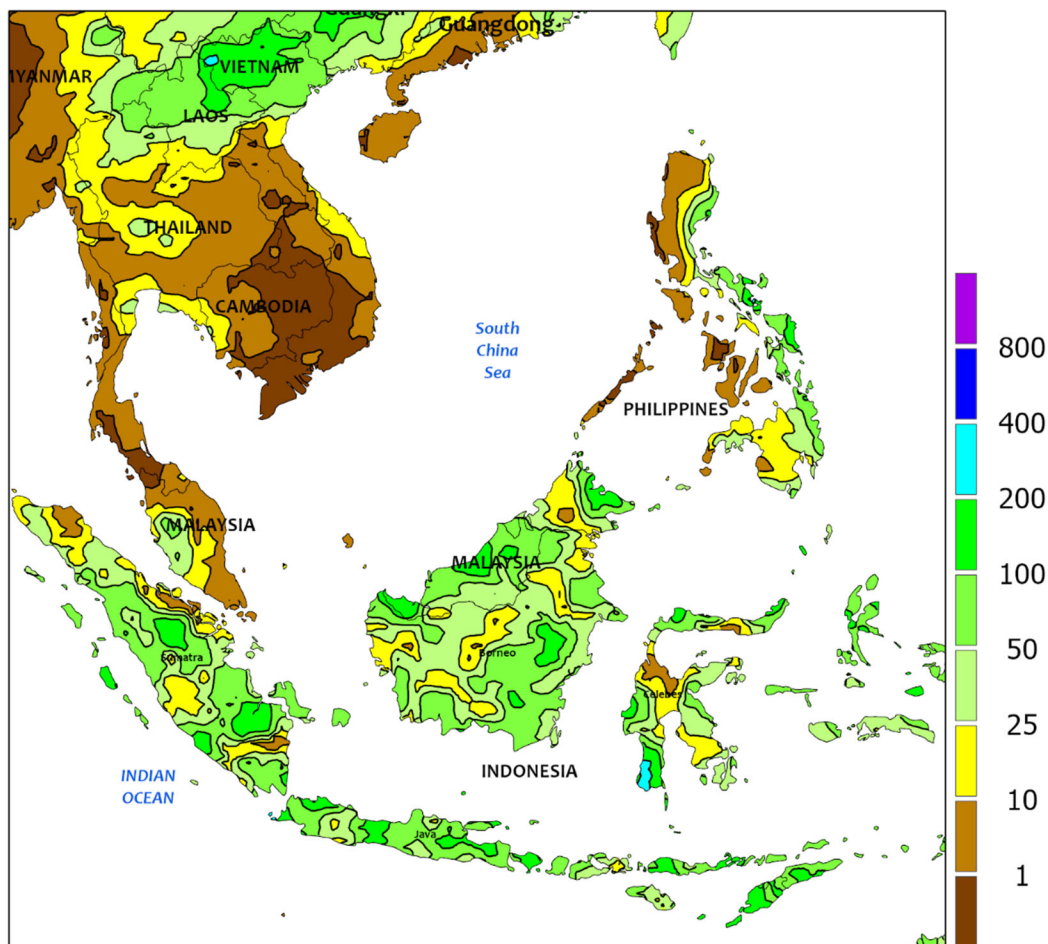 Guangxi
Guangdong
MYANMAR
VIETNAM
LAOS
THAILAND
CAMBODIA
South
China
Sea
PHILIPPINES
MALAYSIA
MALAYSIA
Sumatra
Borneo
Celebes
INDONESIA
INDIAN
OCEAN
Java
800
400
200
100
50
25
10
1